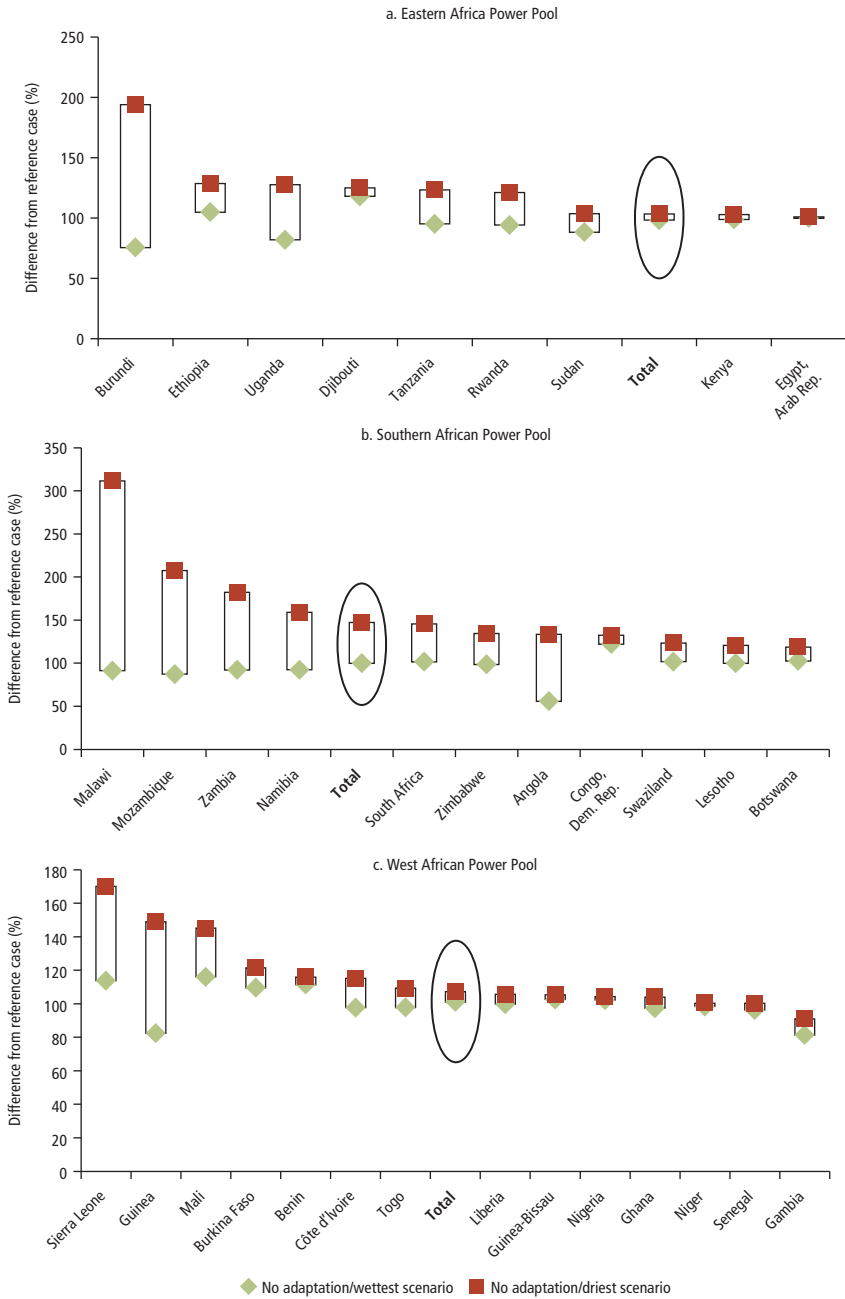 a. Eastern Africa Power Pool
Difference from reference case (%)
250
200
150
100
50
0
Burundi
Ethiopia
Uganda
Djibouti
Tanzania
Rwanda
Sudan
Total
Kenya
Egypt,
Arab Rep.
b. Southern African Power Pool
Difference from reference case (%)
350
300
250
200
150
100
50
0
Malawi
Mozambique
Zambia
Namibia
Total
South Africa
Zimbabwe
Angola
Congo,
Dem. Rep.
Swaziland
Lesotho
Botswana
c. West African Power Pool
Difference from reference case (%)
180
160
140
120
100
80
60
40
20
0
Sierra Leone
Guinea
Mali
Burkina Faso
Benin
Côte d'Ivoire
Togo
Total
Liberia
Guinea-Bissau
Nigeria
Ghana
Niger
Senegal
Gambia
No adaptation/wettest scenario
No adaptation/driest scenario